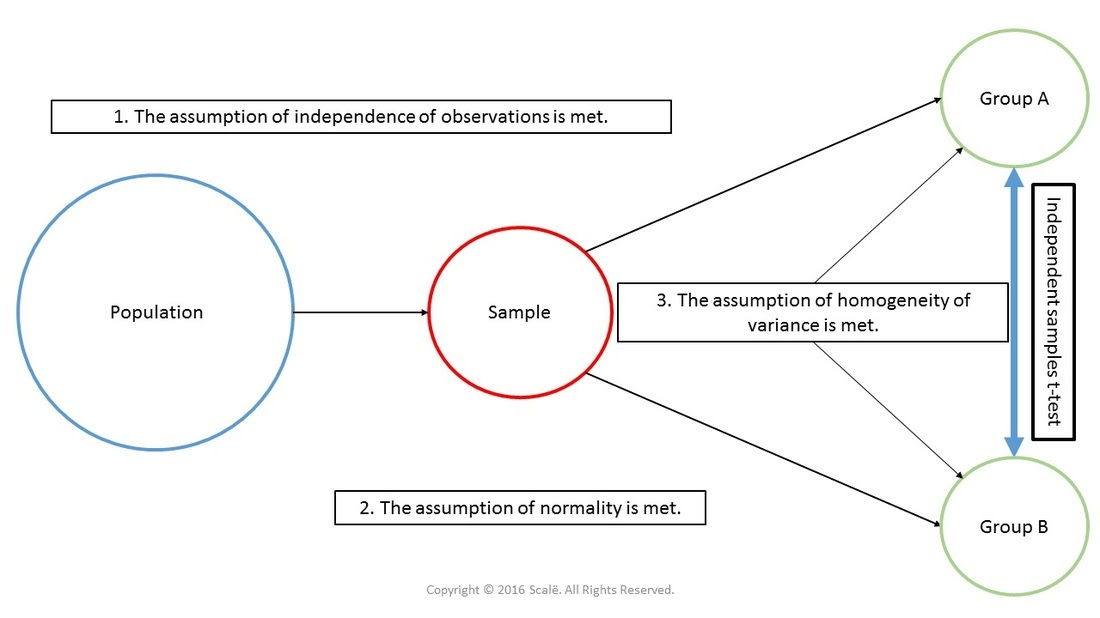 Group A
1. The assumption of independence of observations is met.
Population
Sample
3. The assumption of homogeneity of
variance is met.
Independent samples t-test
2. The assumption of normality is met.
Group B
Copyright © 2016 Scalë. All Rights Reserved.